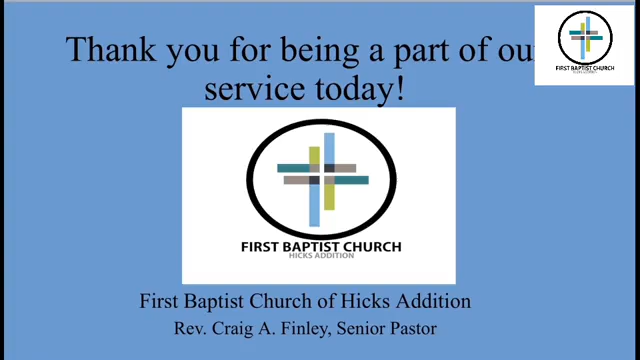 Thank you for being a part of our
service today!
FIRST BAPTIST CHURCH
FIRST BAPTIST CHURCH
HICKS ADDITION
First Baptist Church of Hicks Addition
Rev. Craig A. Finley, Senior Pastor